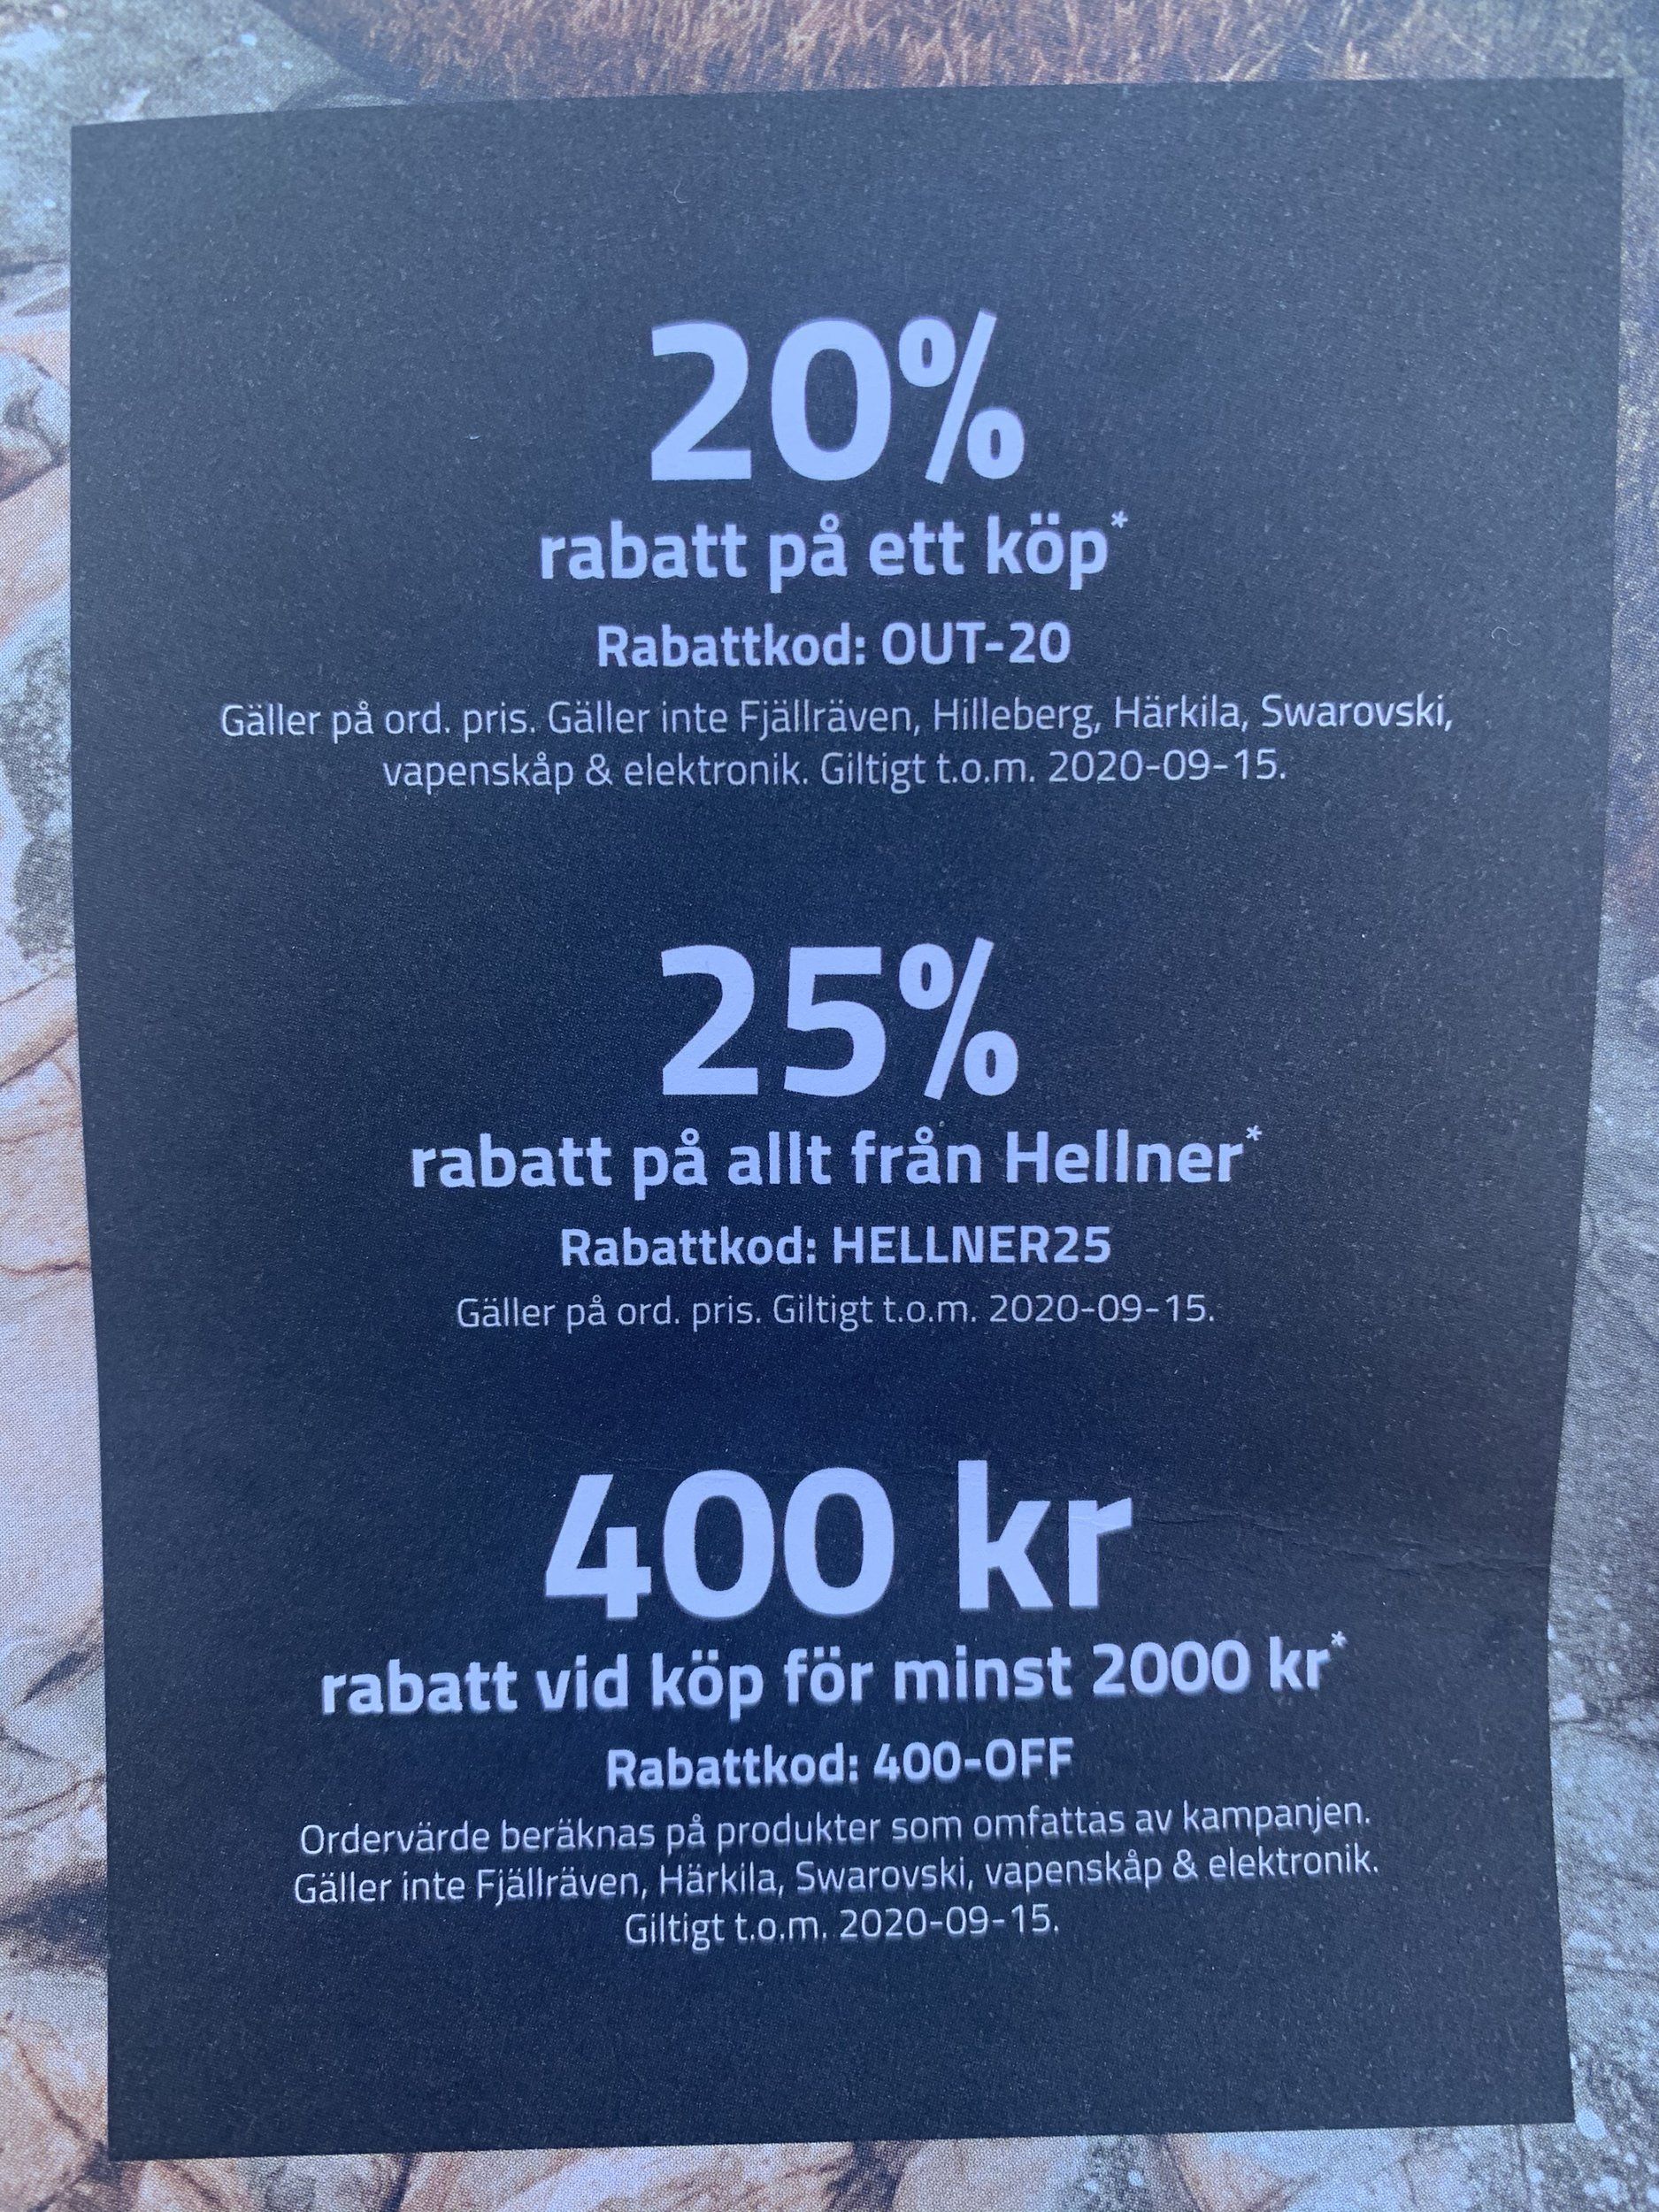 20%
rabatt på ett köp*
Rabattkod: OUT-20
Gäller på ord. pris. Gäller inte Fjällräven, Hilleberg, Härkila, Swarovski,
vapenskåp & elektronik. Giltigt t.o.m. 2020-09-15.
25%
rabatt på allt från Hellner*
Rabattkod: HELLNER25
Gäller på ord. pris. Giltigt t.o.m. 2020-09-15.
400 kr
rabatt vid köp för minst 2000 kr*
Rabattkod: 400-OFF
Ordervärde beräknas på produkter som omfattas av kampanjen.
Gäller inte Fjällräven, Härkila, Swarovski, vapenskåp & elektronik.
Giltigt t.o.m. 2020-09-15.